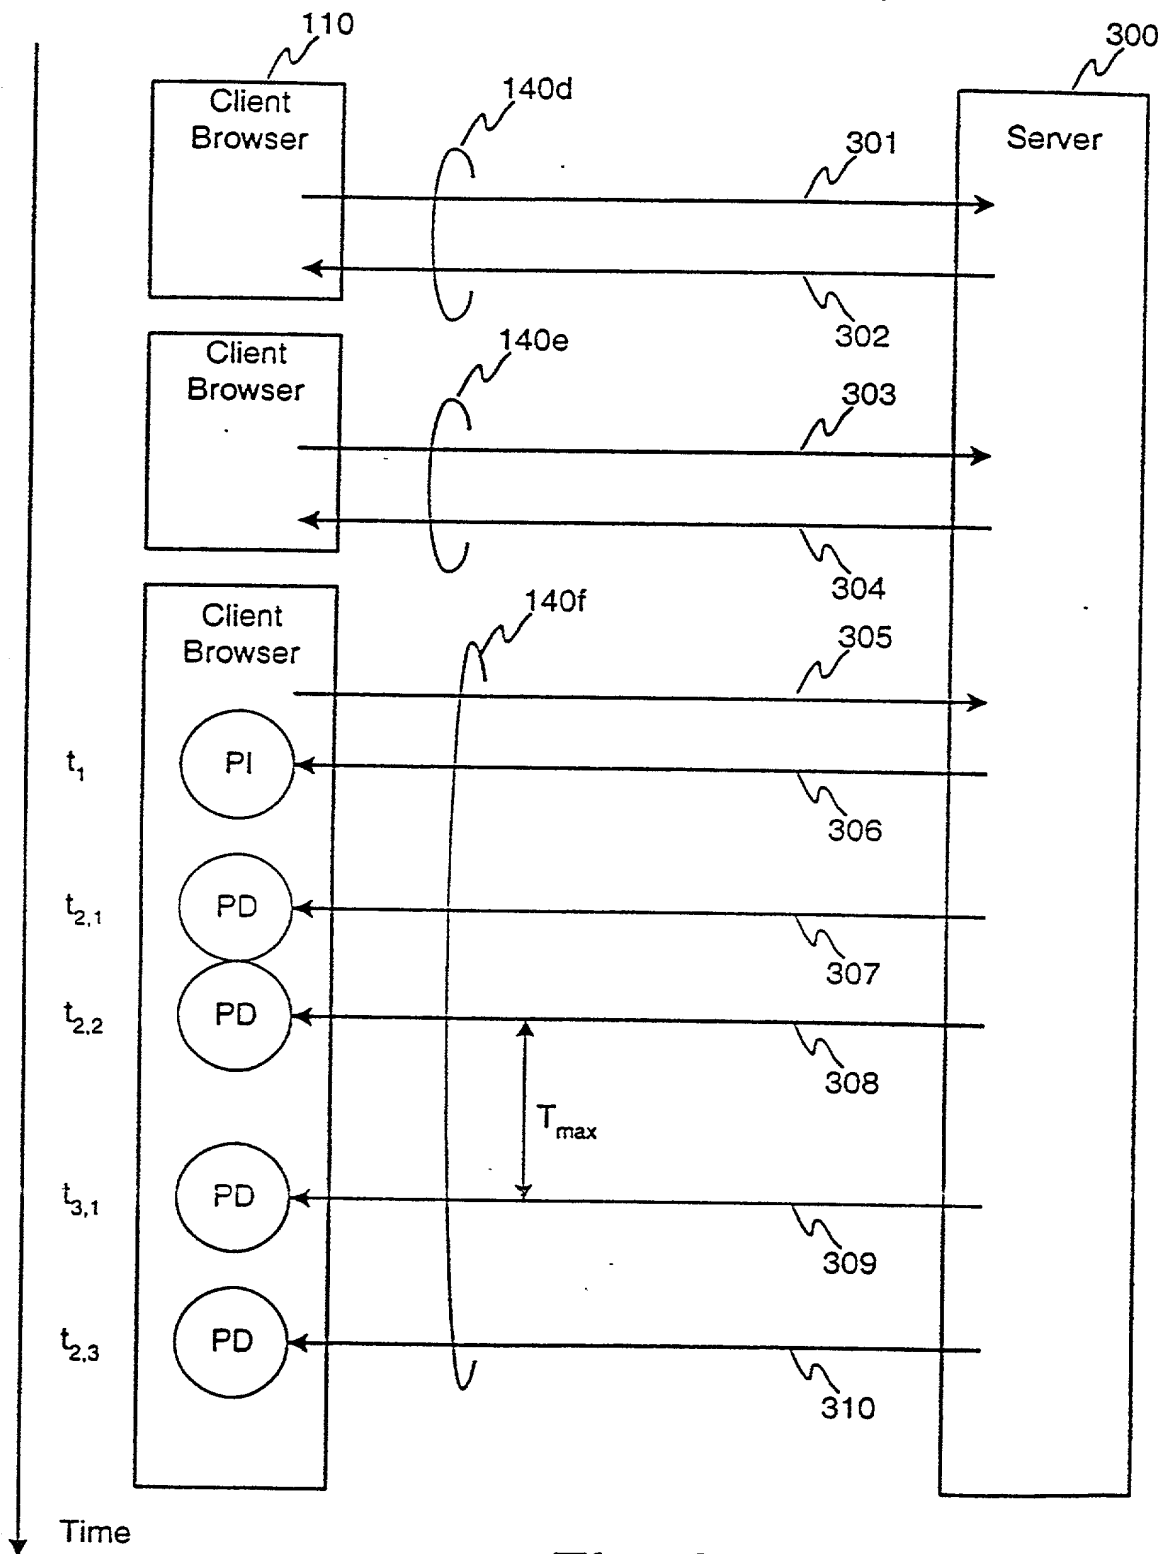 110
300
140d
Client
Browser
Server
301
302
140e
Client
Browser
303
304
140f
Client
Browser
305
t1
PI
306
t2,1
PD
307
t2,2
PD
308
Tmax
t3,1
PD
309
t2,3
PD
310
Time